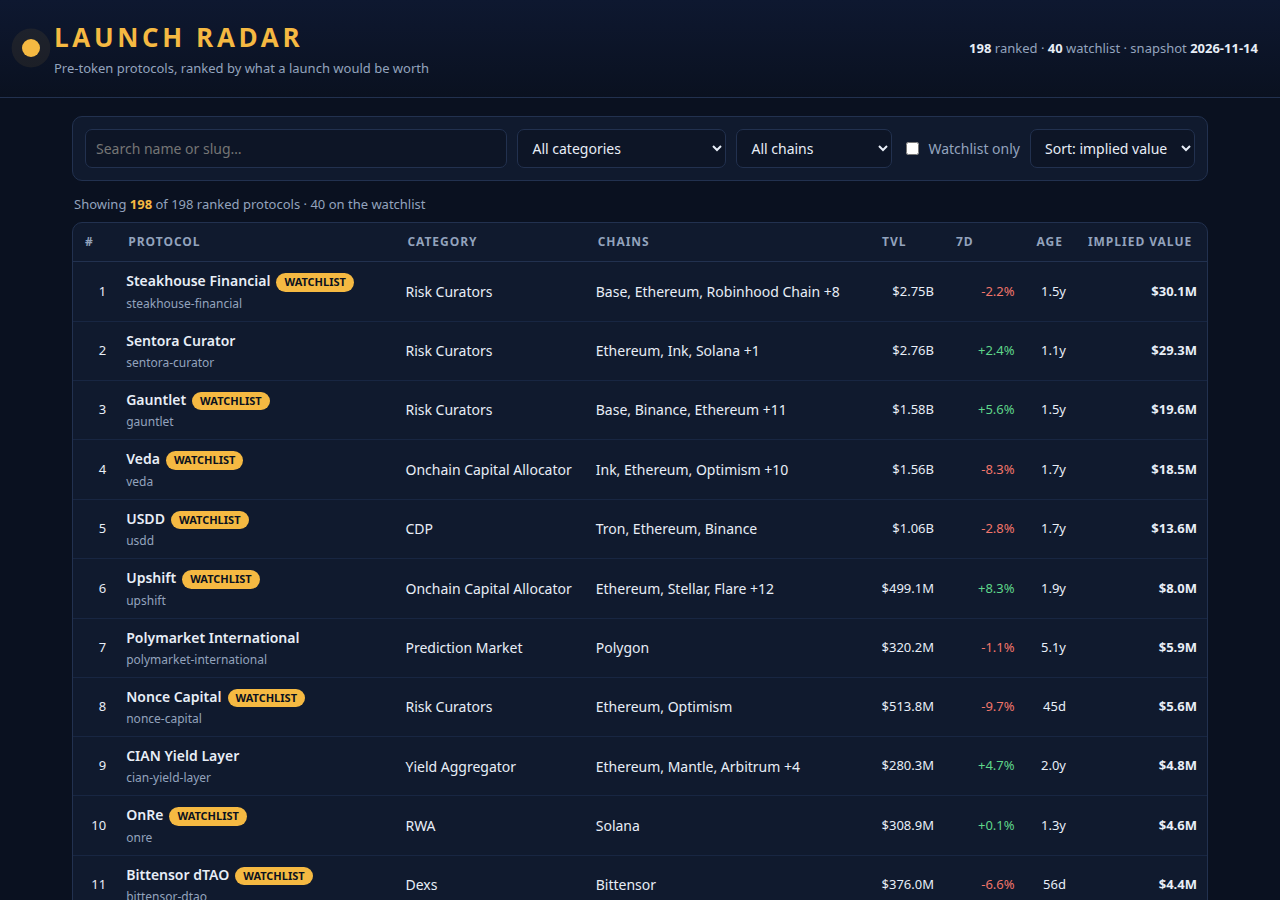 LAUNCH RADAR
Pre-token protocols, ranked by what a launch would be worth
198 ranked · 40 watchlist · snapshot 2026-11-14
Search name or slug... All categories All chains Watchlist only Sort: implied value
Showing 198 of 198 ranked protocols · 40 on the watchlist
# PROTOCOL CATEGORY CHAINS TVL 7D AGE IMPLIED VALUE
1 Steakhouse Financial WATCHLIST Risk Curators Base, Ethereum, Robinhood Chain +8 $2.75B -2.2% 1.5y $30.1M
steakhouse-financial
2 Sentora Curator Risk Curators Ethereum, Ink, Solana +1 $2.76B +2.4% 1.1y $29.3M
sentora-curator
3 Gauntlet WATCHLIST Risk Curators Base, Binance, Ethereum +11 $1.58B +5.6% 1.5y $19.6M
gauntlet
4 Veda WATCHLIST Onchain Capital Allocator Ink, Ethereum, Optimism +10 $1.56B -8.3% 1.7y $18.5M
veda
5 USDD WATCHLIST CDP Tron, Ethereum, Binance $1.06B -2.8% 1.7y $13.6M
usdd
6 Upshift WATCHLIST Onchain Capital Allocator Ethereum, Stellar, Flare +12 $499.1M +8.3% 1.9y $8.0M
upshift
7 Polymarket International Prediction Market Polygon $320.2M -1.1% 5.1y $5.9M
polymarket-international
8 Nonce Capital WATCHLIST Risk Curators Ethereum, Optimism $513.8M -9.7% 45d $5.6M
nonce-capital
9 CIAN Yield Layer Yield Aggregator Ethereum, Mantle, Arbitrum +4 $280.3M +4.7% 2.0y $4.8M
cian-yield-layer
10 OnRe WATCHLIST RWA Solana $308.9M +0.1% 1.3y $4.6M
onre
11 Bittensor dTAO WATCHLIST Dexs Bittensor $376.0M -6.6% 56d $4.4M
bittensor-dtao